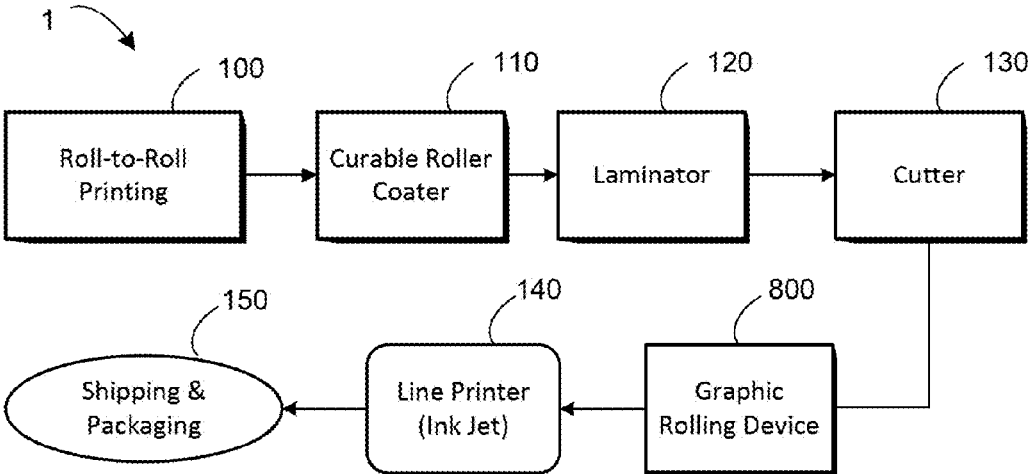 1
100
110
120
130
Roll-to-Roll
Printing
Curable Roller
Coater
Laminator
Cutter
150
140
800
Shipping &
Packaging
Line Printer
(Ink Jet)
Graphic
Rolling Device